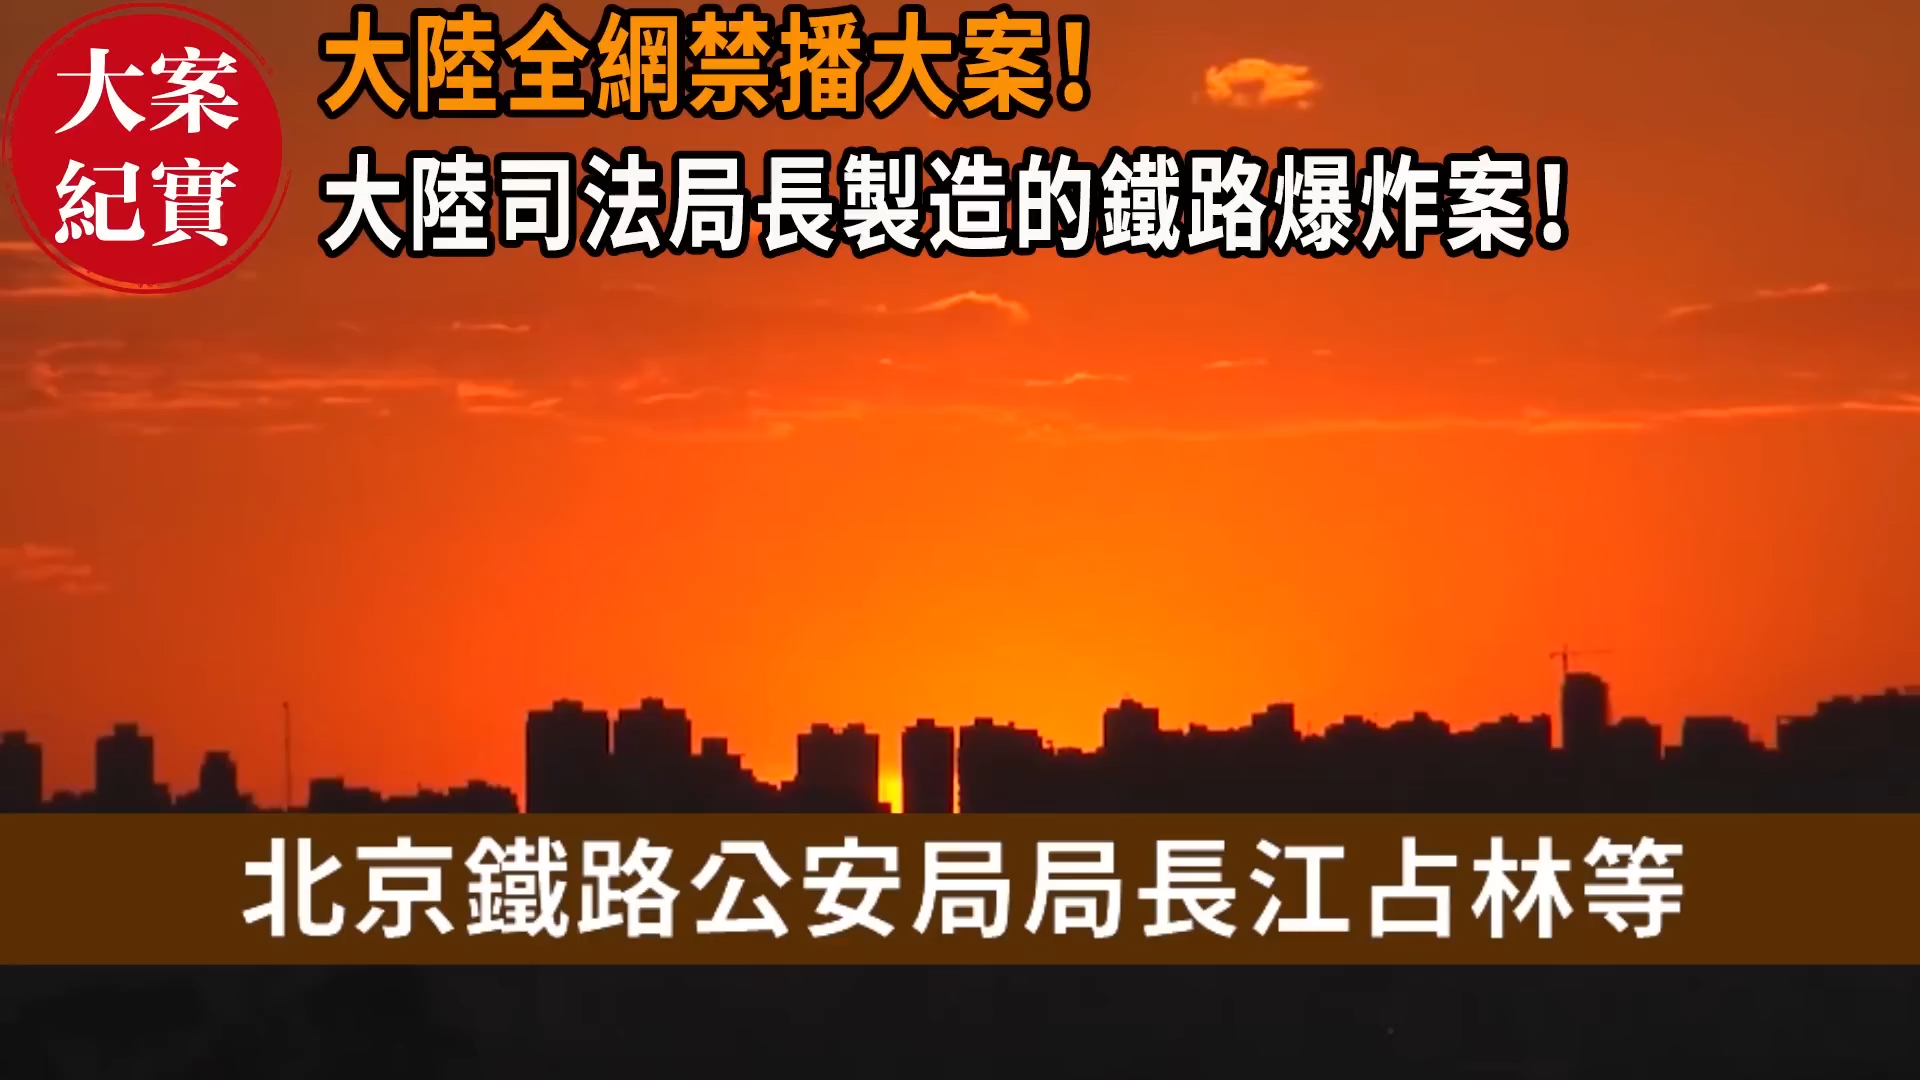 大案
紀實
大陸全網禁播大案！
大陸司法局長製造的鐵路爆炸案！
北京鐵路公安局局長江占林等